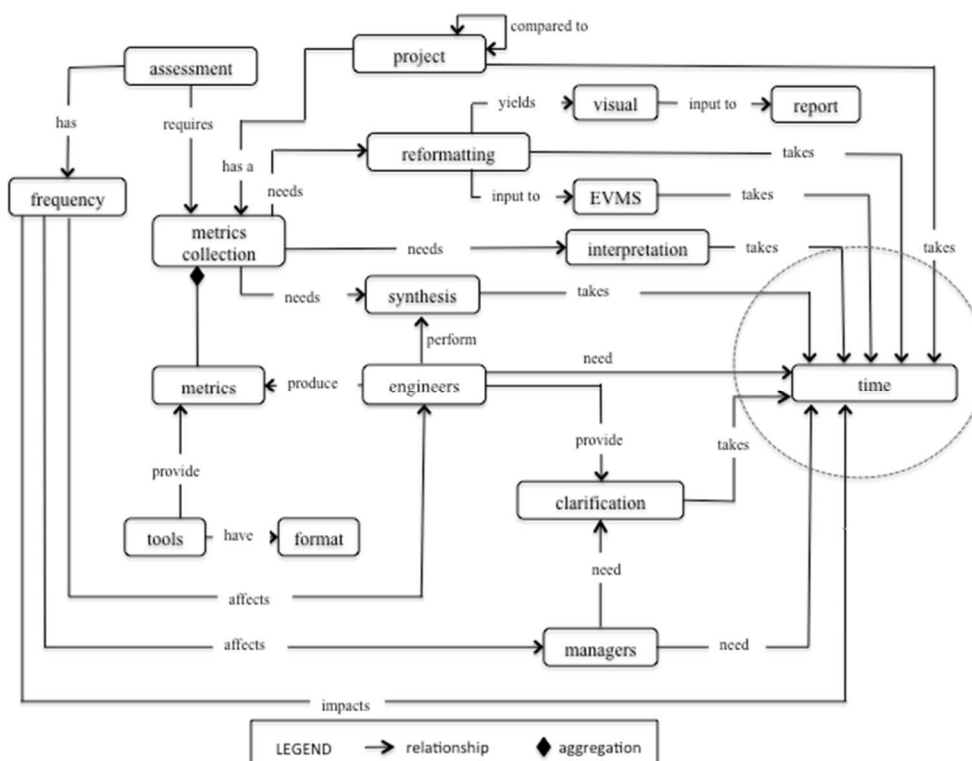 compared to
project
assessment
yields
visual
input to
report
has
requires
reformatting
takes
has a
needs
input to
EVMS
takes
frequency
metrics
collection
needs
interpretation
takes
takes
needs
synthesis
takes
perform
need
metrics
produce
engineers
time
provide
takes
provide
clarification
tools
have
format
need
affects
affects
managers
need
impacts
LEGEND
relationship
aggregation